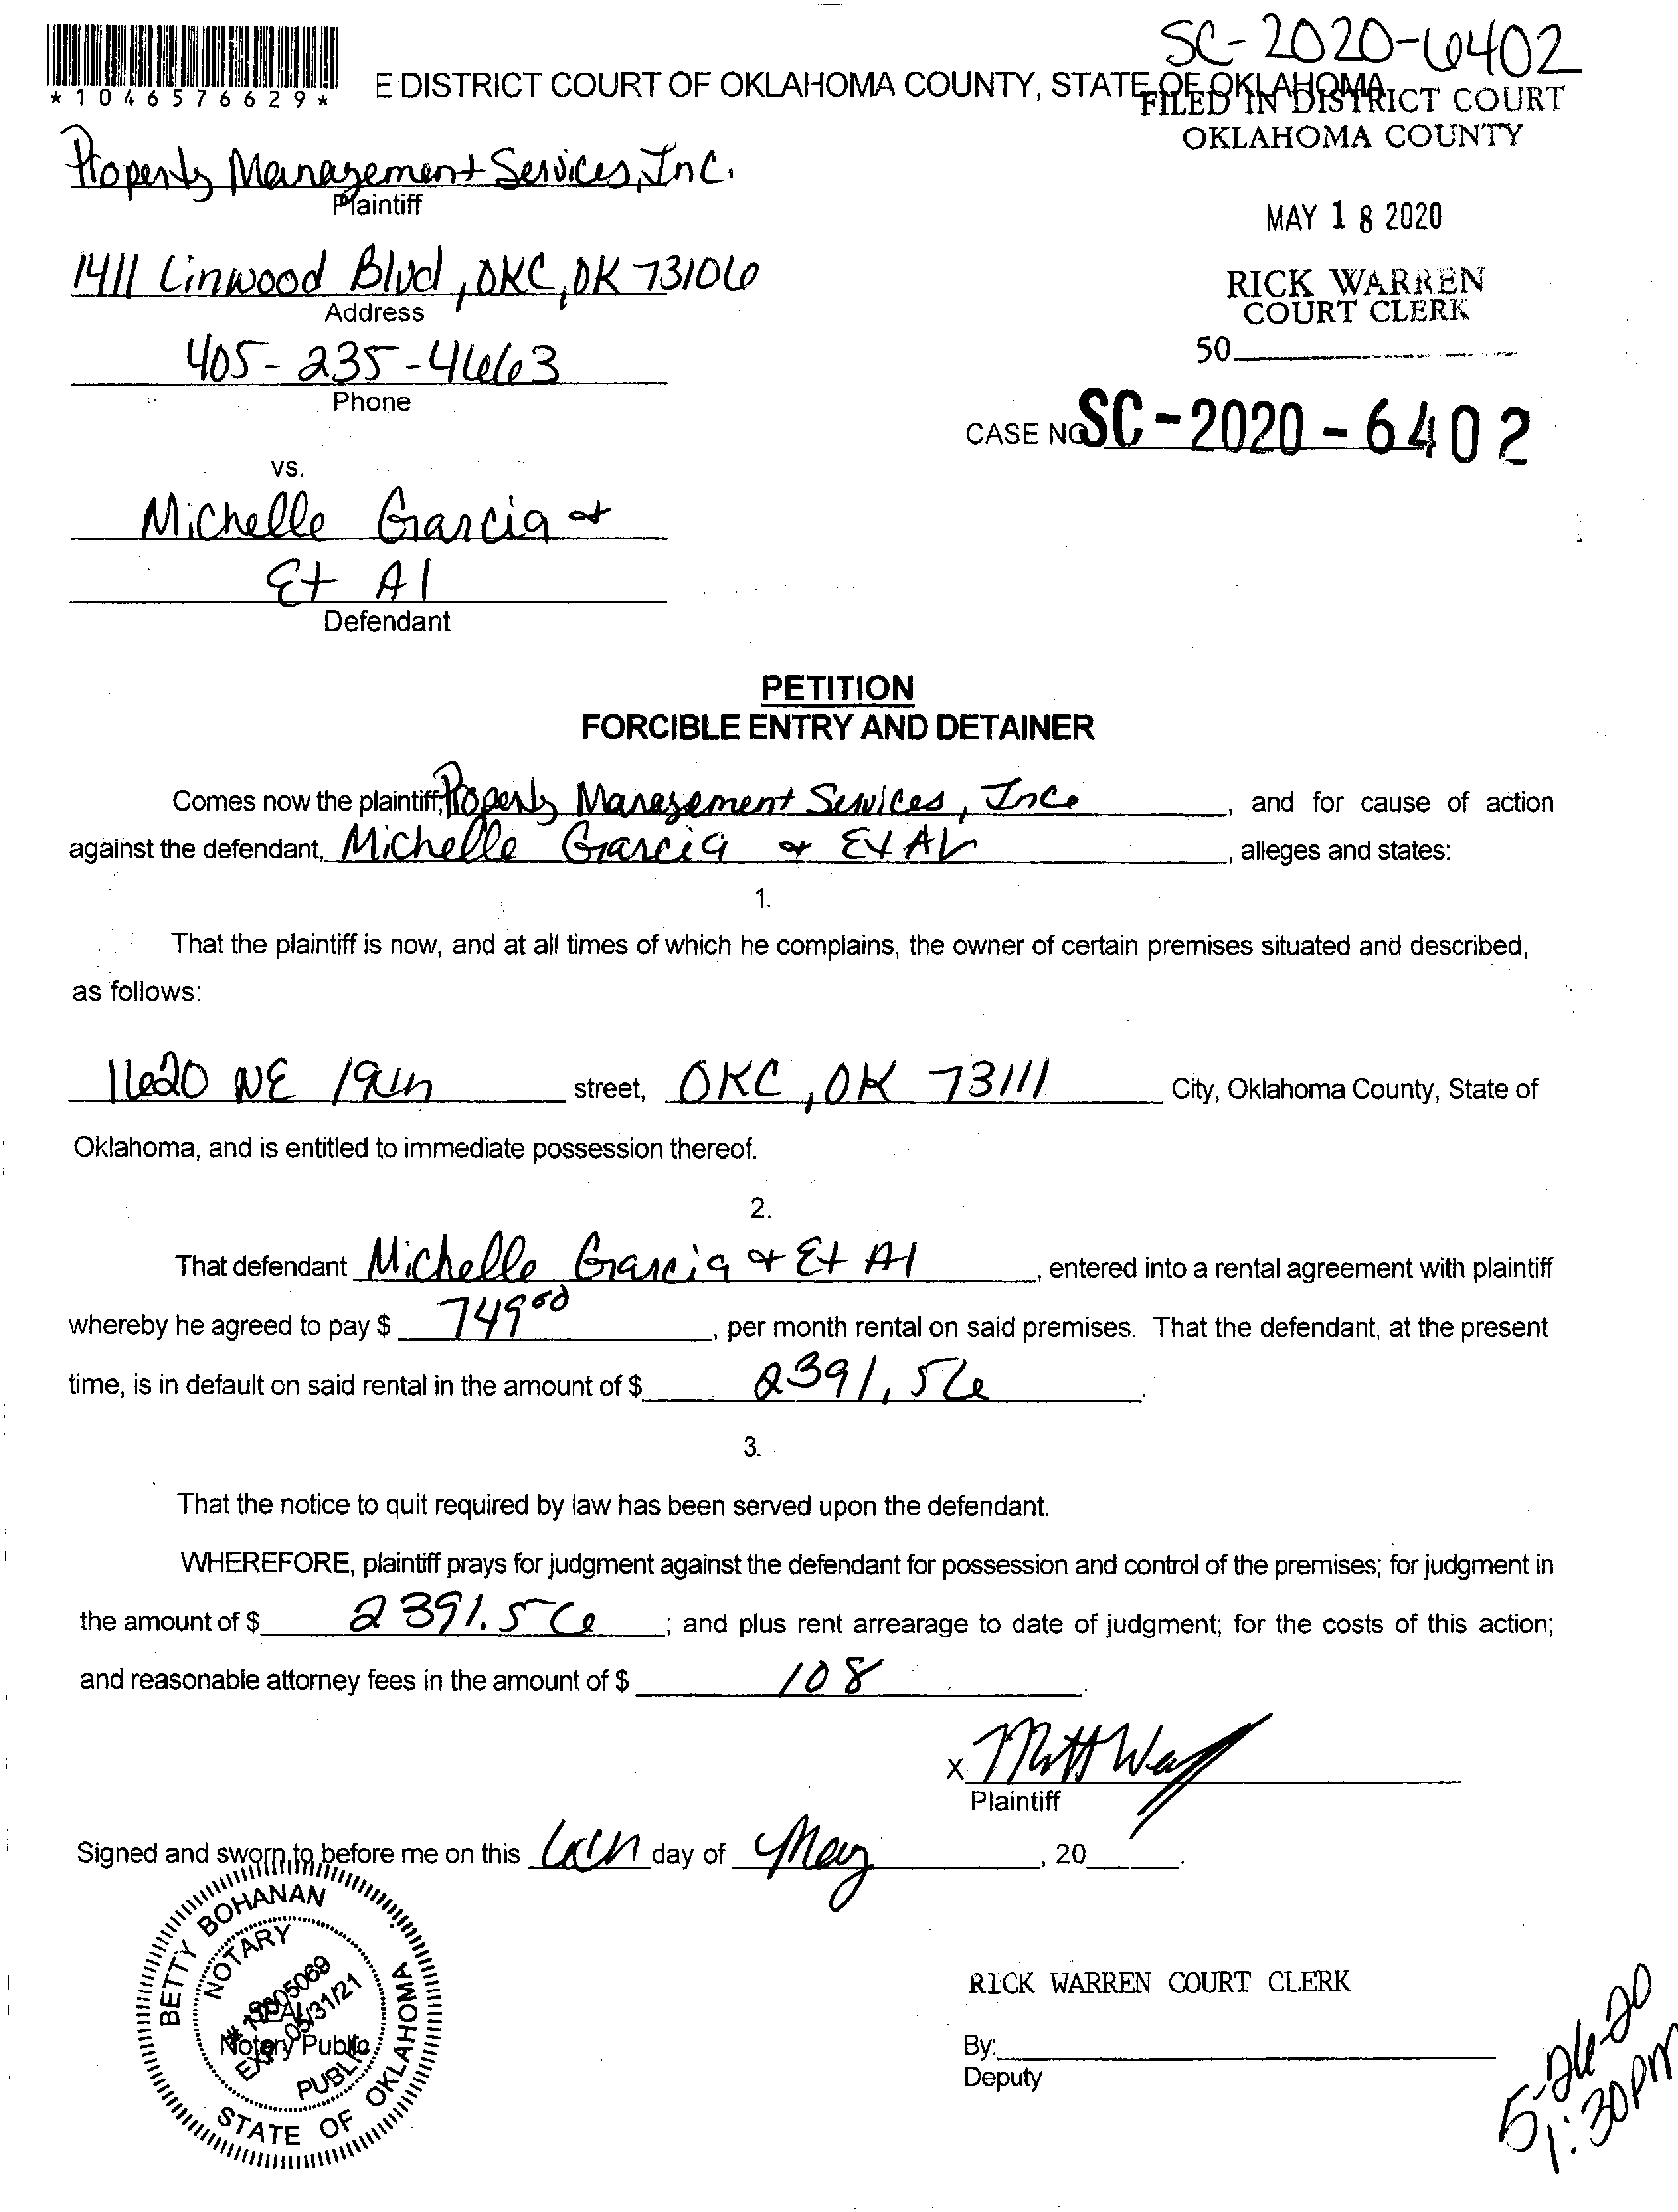 SC-2020-6402
*1046576629*
E DISTRICT COURT OF OKLAHOMA COUNTY, STATE OF OKLAHOMA
FILED IN DISTRICT COURT
OKLAHOMA COUNTY
Property Management Services, Inc.
Plaintiff
MAY 18 2020
1411 Linwood Blvd, OKC, OK 73106
Address
RICK WARREN
COURT CLERK
405-235-4663
Phone
50
CASE NO SC-2020-6402
vs.
Michelle Garcia &
Et Al
Defendant
PETITION
FORCIBLE ENTRY AND DETAINER
Comes now the plaintiff, Property Management Services, Inc. , and for cause of action
against the defendant, Michelle Garcia & Et Al , alleges and states:
1.
That the plaintiff is now, and at all times of which he complains, the owner of certain premises situated and described,
as follows:
1620 NE 19th street, OKC, OK 73111 City, Oklahoma County, State of
Oklahoma, and is entitled to immediate possession thereof.
2.
That defendant Michelle Garcia & Et Al , entered into a rental agreement with plaintiff
whereby he agreed to pay $ 749 00 , per month rental on said premises. That the defendant, at the present
time, is in default on said rental in the amount of $ 2391.56 .
3.
That the notice to quit required by law has been served upon the defendant.
WHEREFORE, plaintiff prays for judgment against the defendant for possession and control of the premises; for judgment in
the amount of $ 2391.56 ; and plus rent arrearage to date of judgment; for the costs of this action;
and reasonable attorney fees in the amount of $ 108 .
X
Plaintiff
Signed and sworn to before me on this day of May , 20 .
BETTY BOHANAN
NOTARY
SEAL
EXP. 05/31/21
Notary Public
PUBLIC
STATE OF OKLAHOMA
RICK WARREN COURT CLERK
By:
Deputy
5-26-20
1:30PM